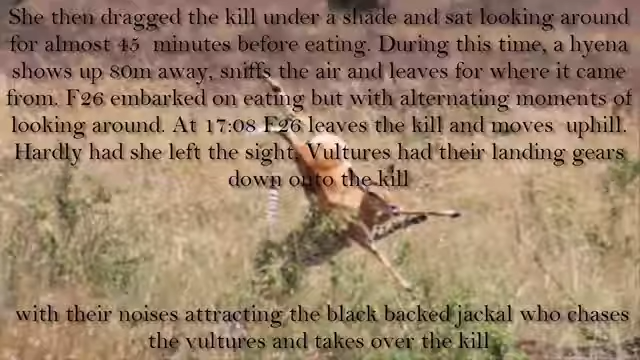 She then dragged the kill under a shade and sat looking around
for almost 45 minutes before eating. During this time, a hyena
shows up 80m away, sniffs the air and leaves for where it came
from. F26 embarked on eating but with alternating moments of
looking around. At 17:08 F26 leaves the kill and moves uphill.
Hardly had she left the sight, Vultures had their landing gears
down onto the kill
with their noises attracting the black backed jackal who chases
the vultures and takes over the kill